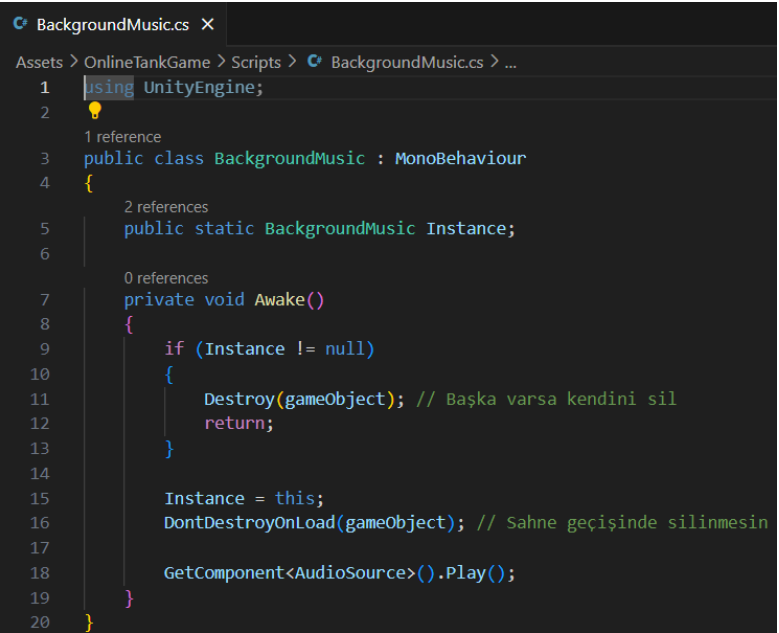 BackgroundMusic.cs
Assets > OnlineTankGame > Scripts > BackgroundMusic.cs > ...
1 using UnityEngine;
2
1 reference
3 public class BackgroundMusic : MonoBehaviour
4 {
2 references
5 public static BackgroundMusic Instance;
6
0 references
7 private void Awake()
8 {
9 if (Instance != null)
10 {
11 Destroy(gameObject); // Başka varsa kendini sil
12 return;
13 }
14
15 Instance = this;
16 DontDestroyOnLoad(gameObject); // Sahne geçişinde silinmesin
17
18 GetComponent<AudioSource>().Play();
19 }
20 }